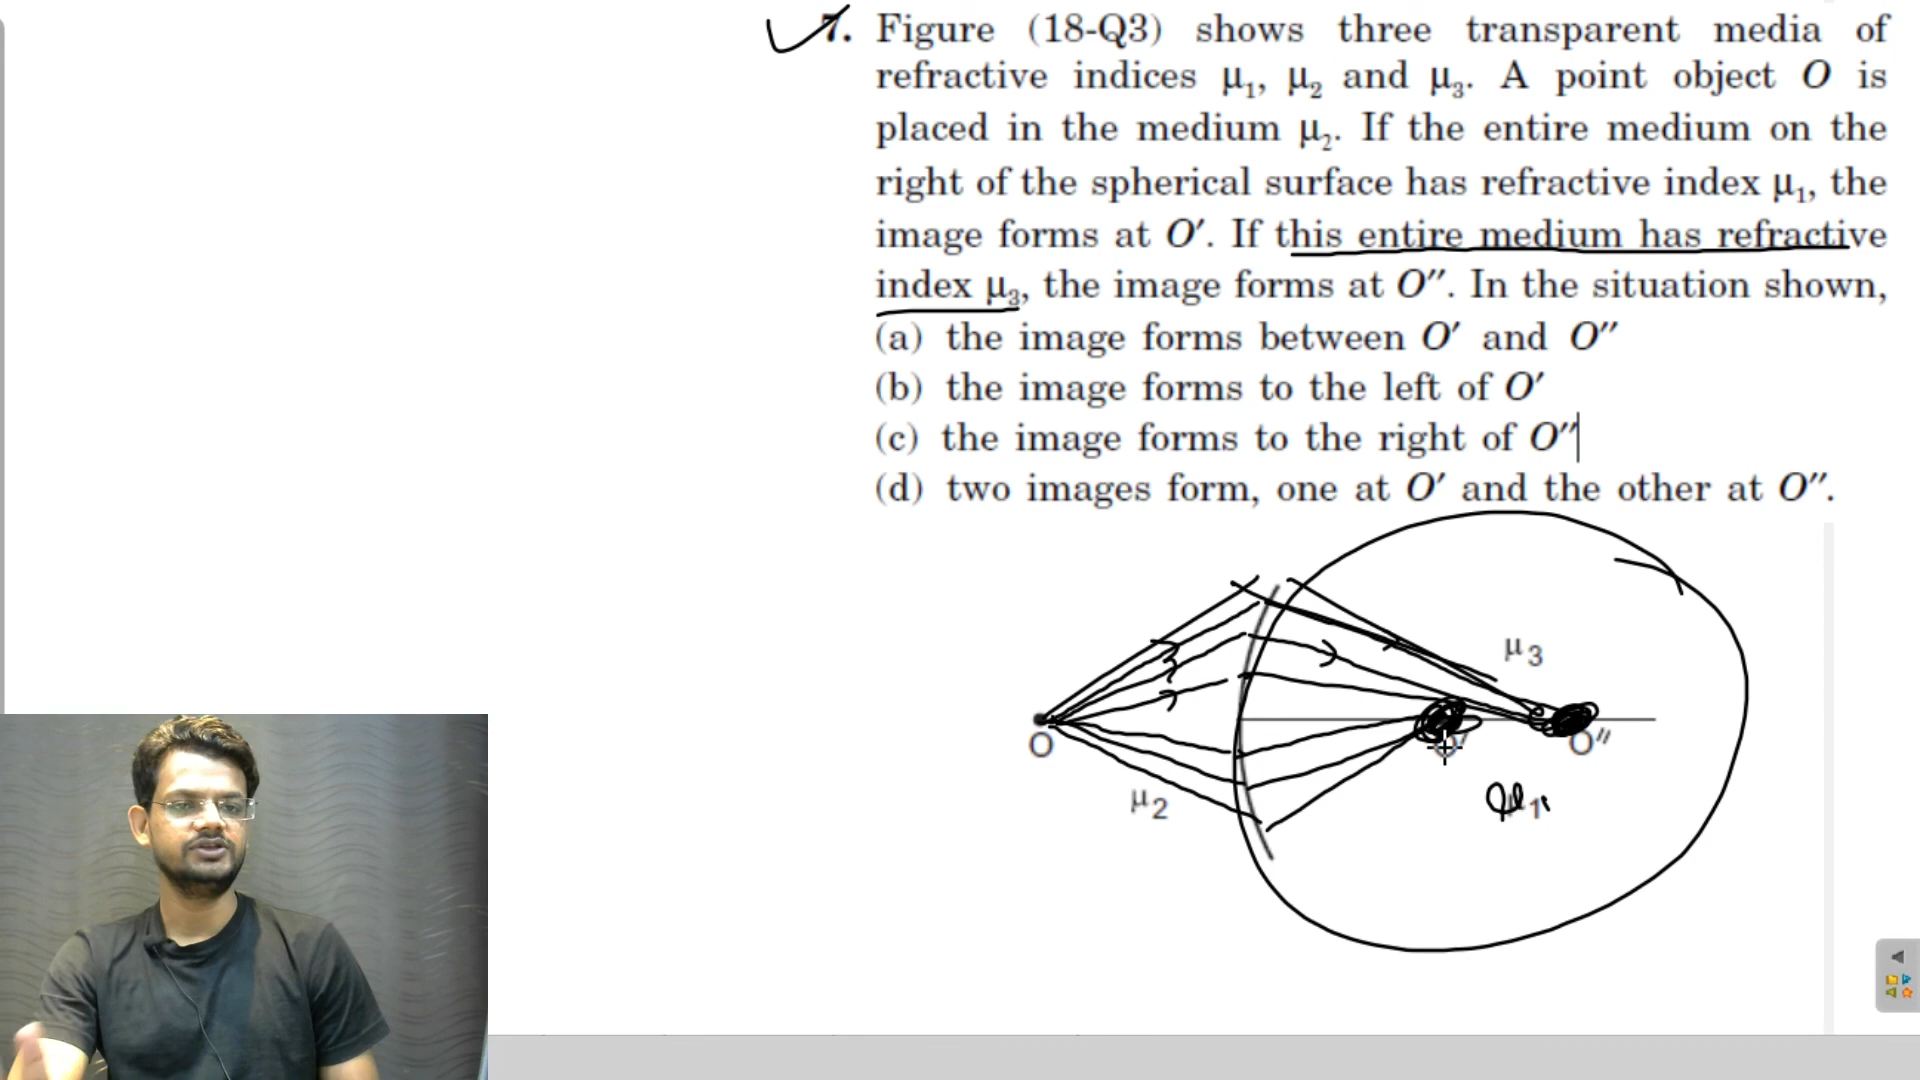 7. Figure (18-Q3) shows three transparent media of
refractive indices μ₁, μ₂ and μ₃. A point object O is
placed in the medium μ₂. If the entire medium on the
right of the spherical surface has refractive index μ₁, the
image forms at O′. If this entire medium has refractive
index μ₃, the image forms at O″. In the situation shown,
(a) the image forms between O′ and O″
(b) the image forms to the left of O′
(c) the image forms to the right of O″
(d) two images form, one at O′ and the other at O″.
μ3
O
O′
O″
μ2
μ1